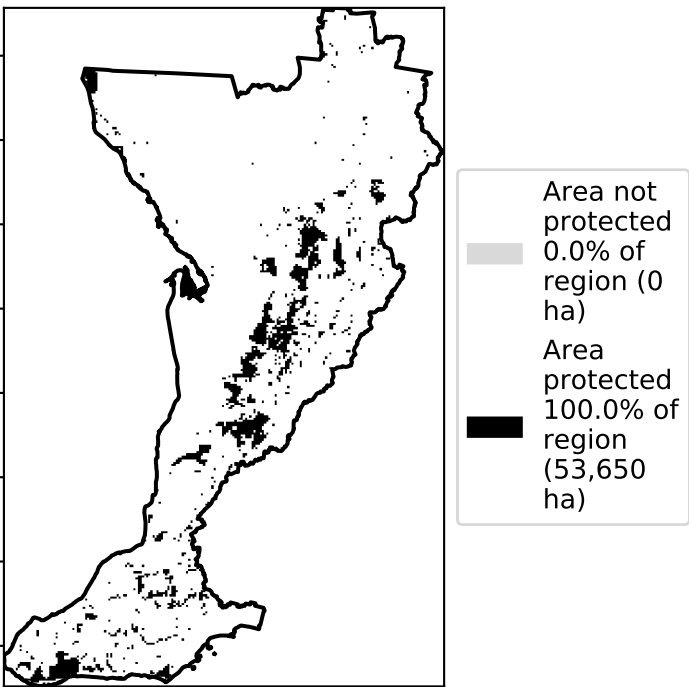 Area not
protected
0.0% of
region (0
ha)
Area
protected
100.0% of
region
(53,650
ha)